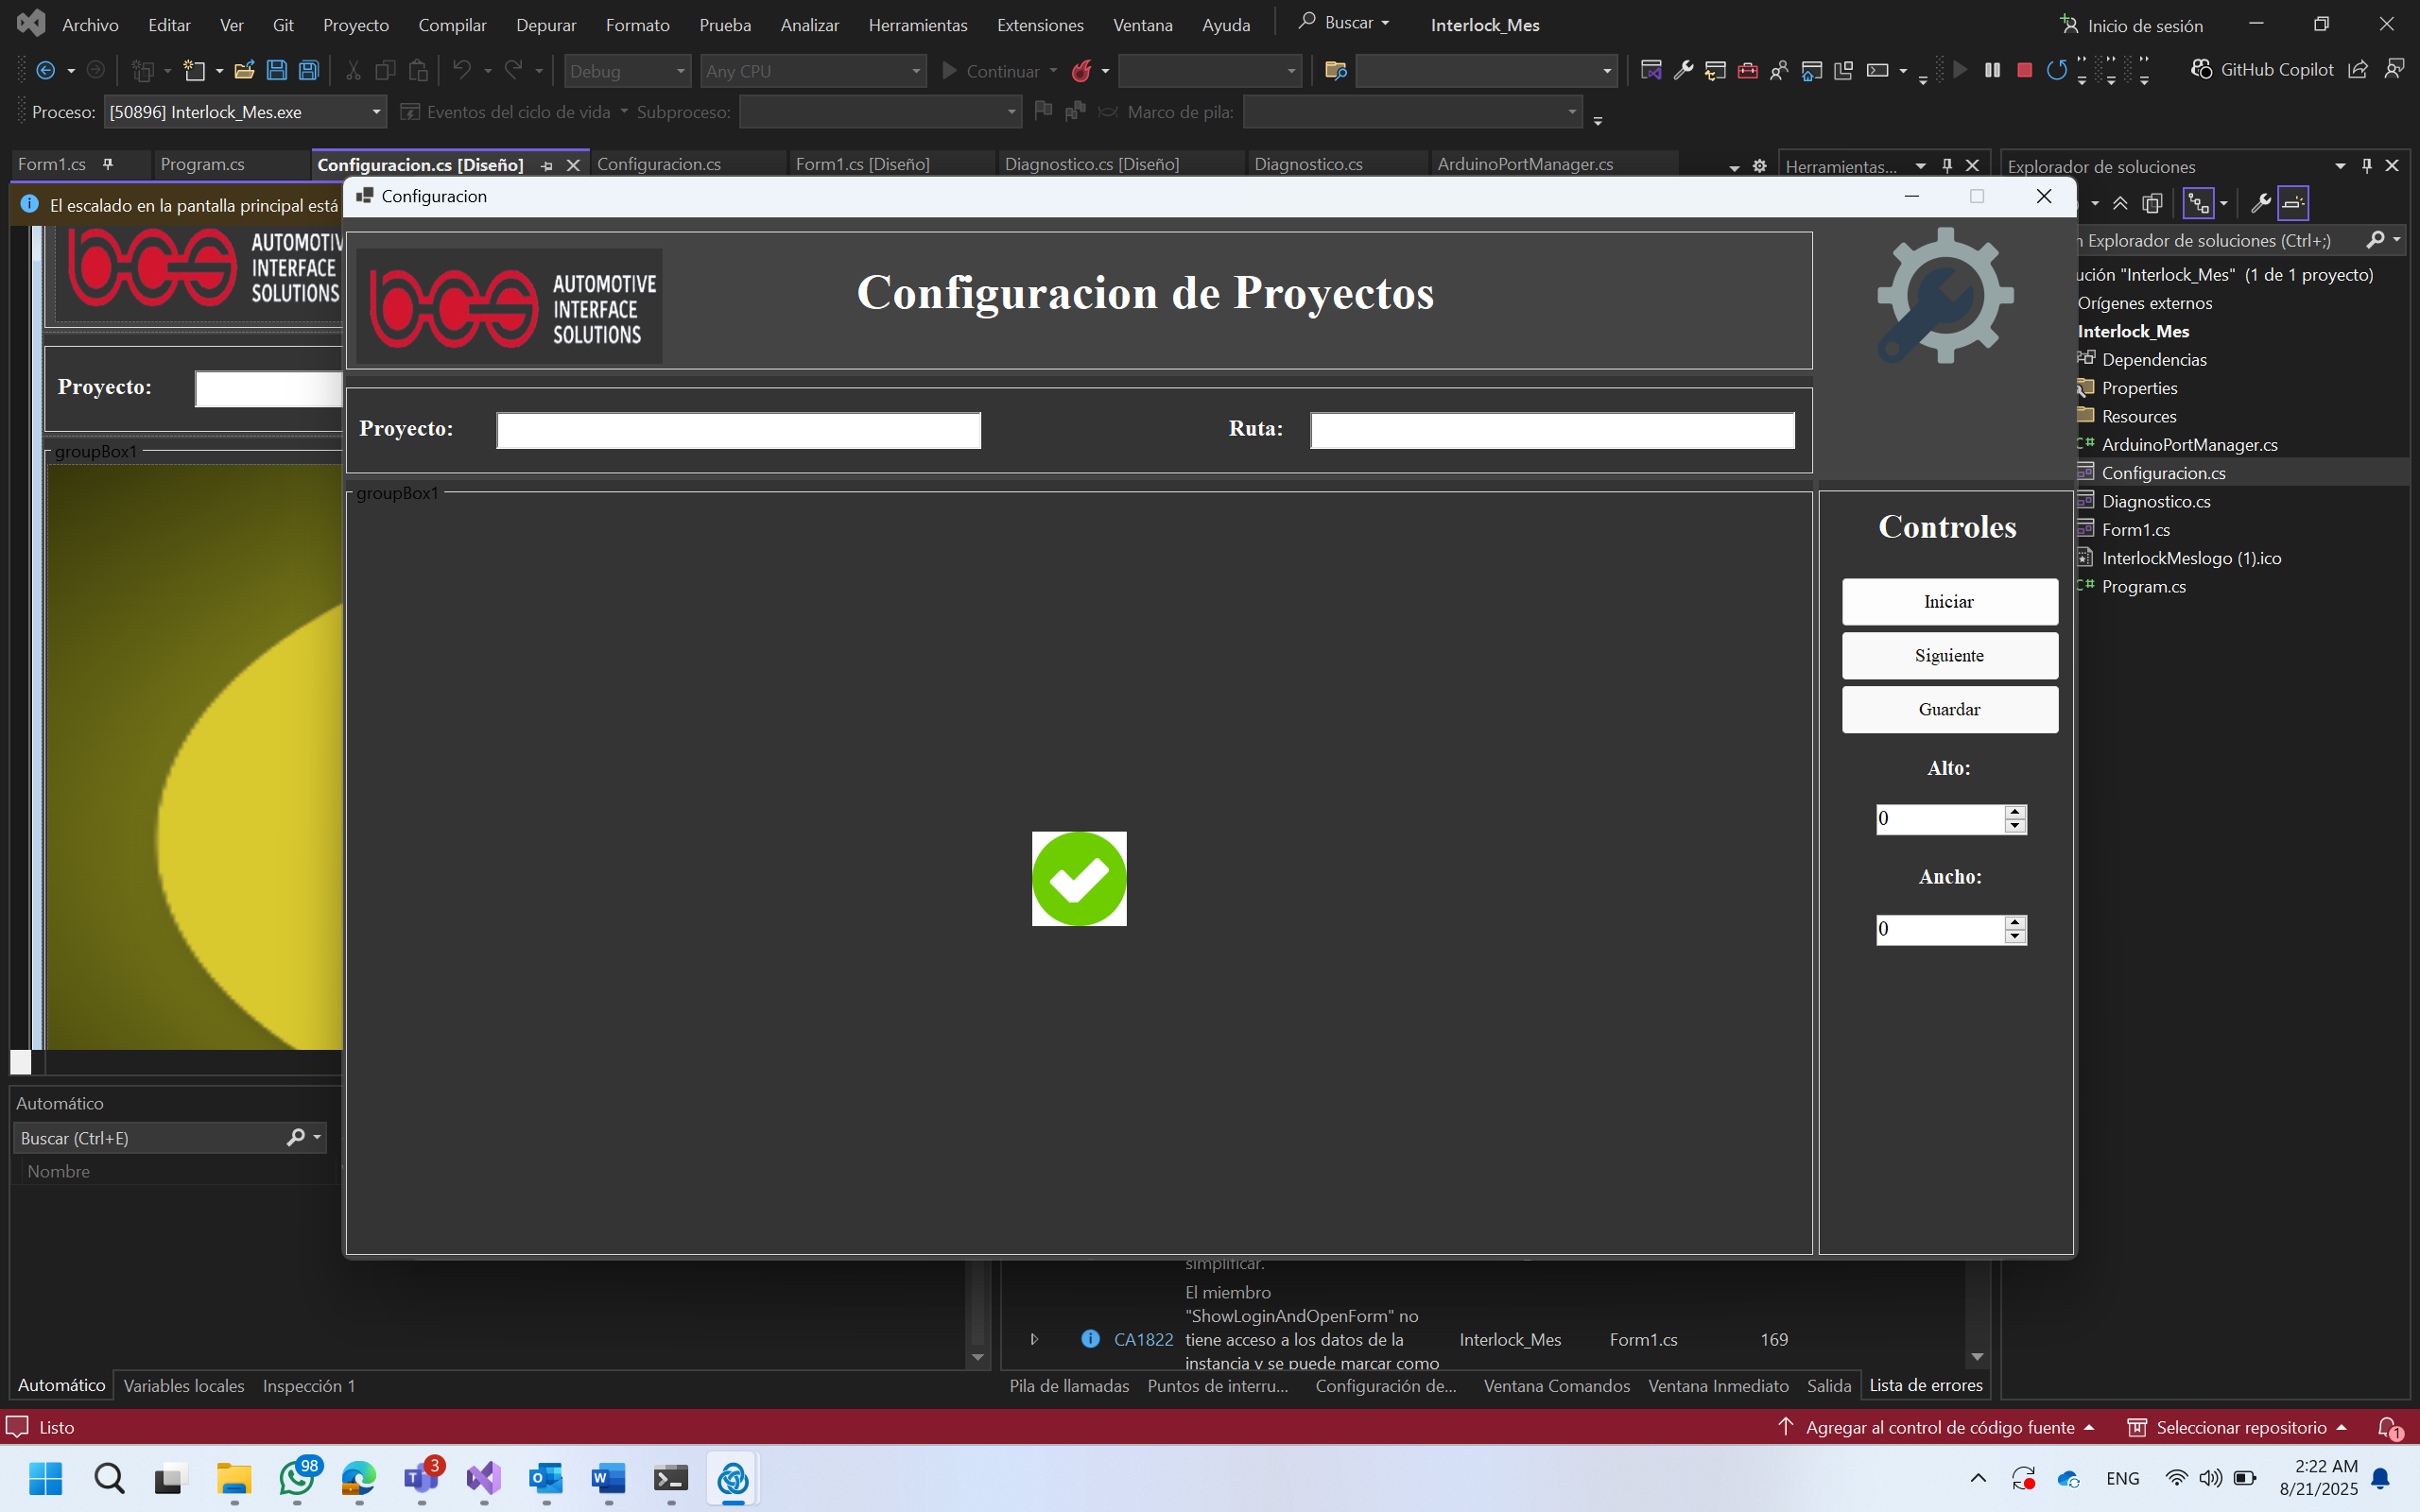 Archivo Editar Ver Git Proyecto Compilar Depurar Formato Prueba Analizar Herramientas Extensiones Ventana Ayuda Buscar Interlock_Mes Inicio de sesión
Debug Any CPU Continuar GitHub Copilot
Proceso: [50896] Interlock_Mes.exe Eventos del ciclo de vida Subproceso: Marco de pila:
Form1.cs Program.cs Configuracion.cs [Diseño] Configuracion.cs Form1.cs [Diseño] Diagnostico.cs [Diseño] Diagnostico.cs ArduinoPortManager.cs Herramientas... Explorador de soluciones
El escalado en la pantalla principal está
Configuracion
Explorador de soluciones (Ctrl+;)
ución "Interlock_Mes" (1 de 1 proyecto)
Orígenes externos
Interlock_Mes
Dependencias
Properties
Resources
ArduinoPortManager.cs
Configuracion.cs
Diagnostico.cs
Form1.cs
InterlockMeslogo (1).ico
Program.cs
bcs AUTOMOTIV
INTERFACE
SOLUTIONS
Proyecto:
groupBox1
bcs AUTOMOTIVE
INTERFACE
SOLUTIONS
Configuracion de Proyectos
Proyecto: Ruta:
groupBox1
Controles
Iniciar
Siguiente
Guardar
Alto:
0
Ancho:
0
Automático
Buscar (Ctrl+E)
Nombre
simplificar.
El miembro
"ShowLoginAndOpenForm" no
CA1822 tiene acceso a los datos de la Interlock_Mes Form1.cs 169
instancia y se puede marcar como
Automático Variables locales Inspección 1
Pila de llamadas Puntos de interru... Configuración de... Ventana Comandos Ventana Inmediato Salida Lista de errores
Listo Agregar al control de código fuente Seleccionar repositorio 1
98 3 ENG 2:22 AM
8/21/2025